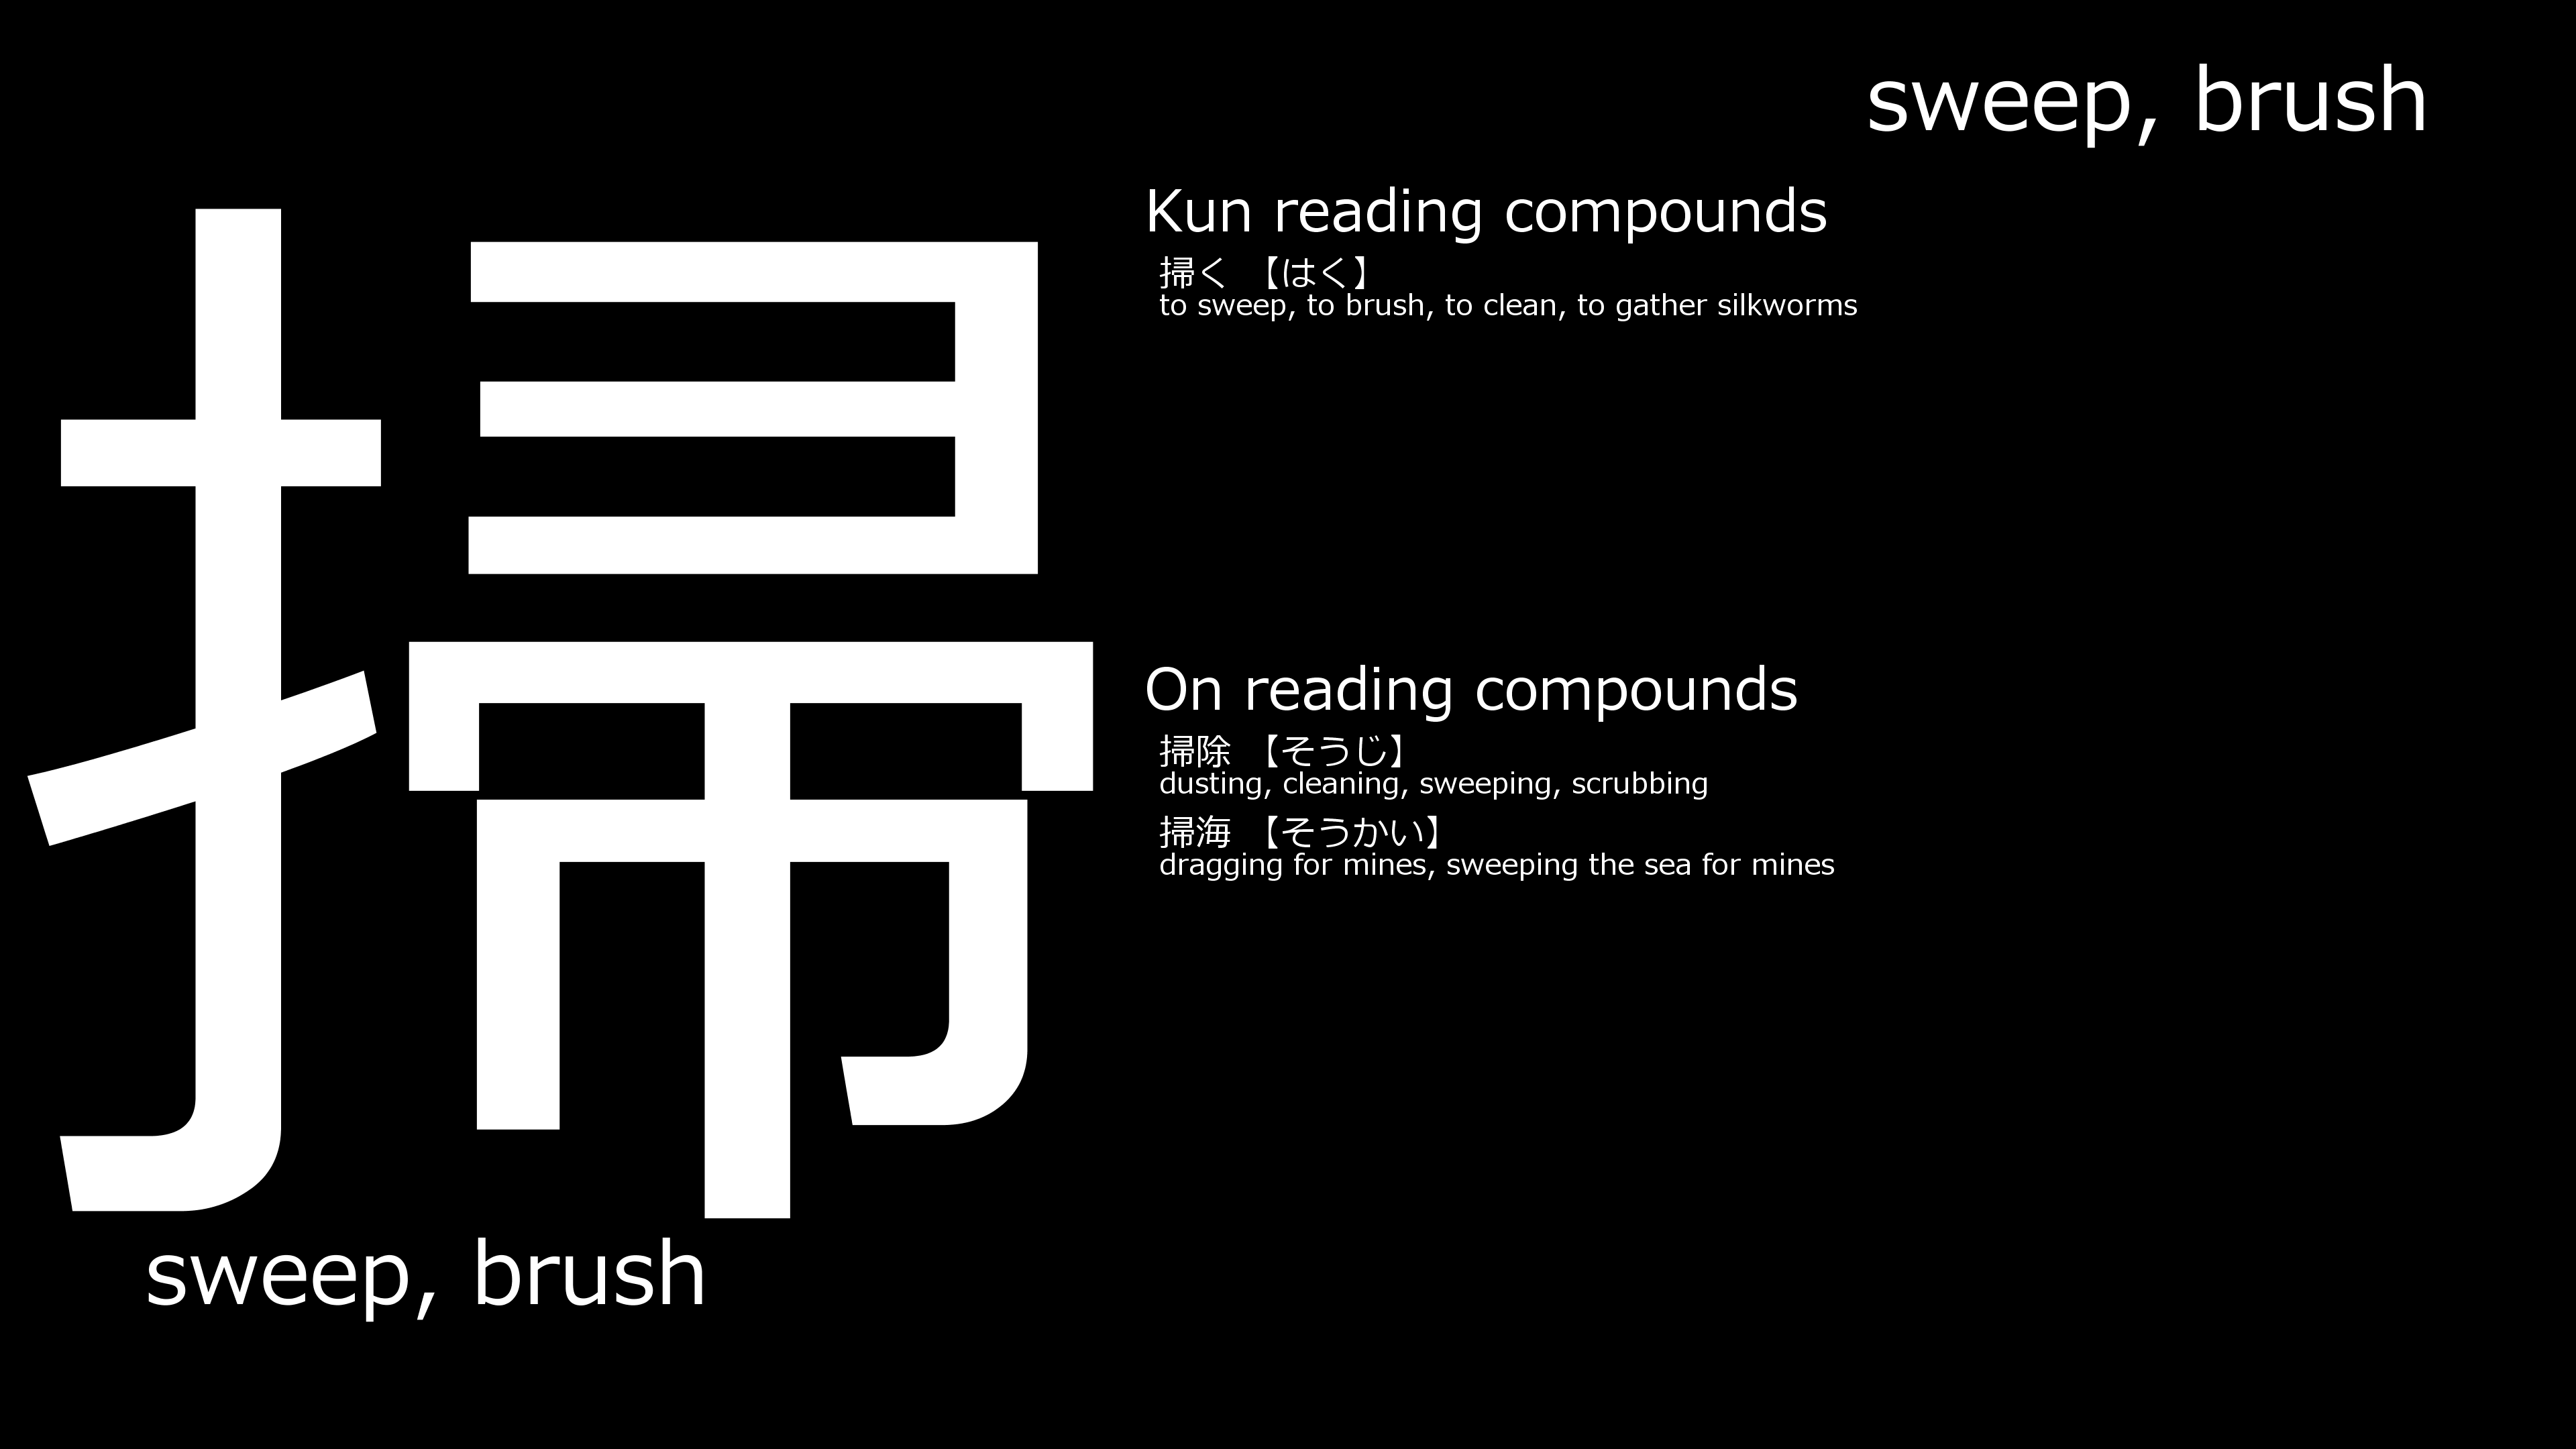 sweep, brush
掃
sweep, brush
Kun reading compounds
掃く 【はく】
to sweep, to brush, to clean, to gather silkworms
On reading compounds
掃除 【そうじ】
dusting, cleaning, sweeping, scrubbing
掃海 【そうかい】
dragging for mines, sweeping the sea for mines